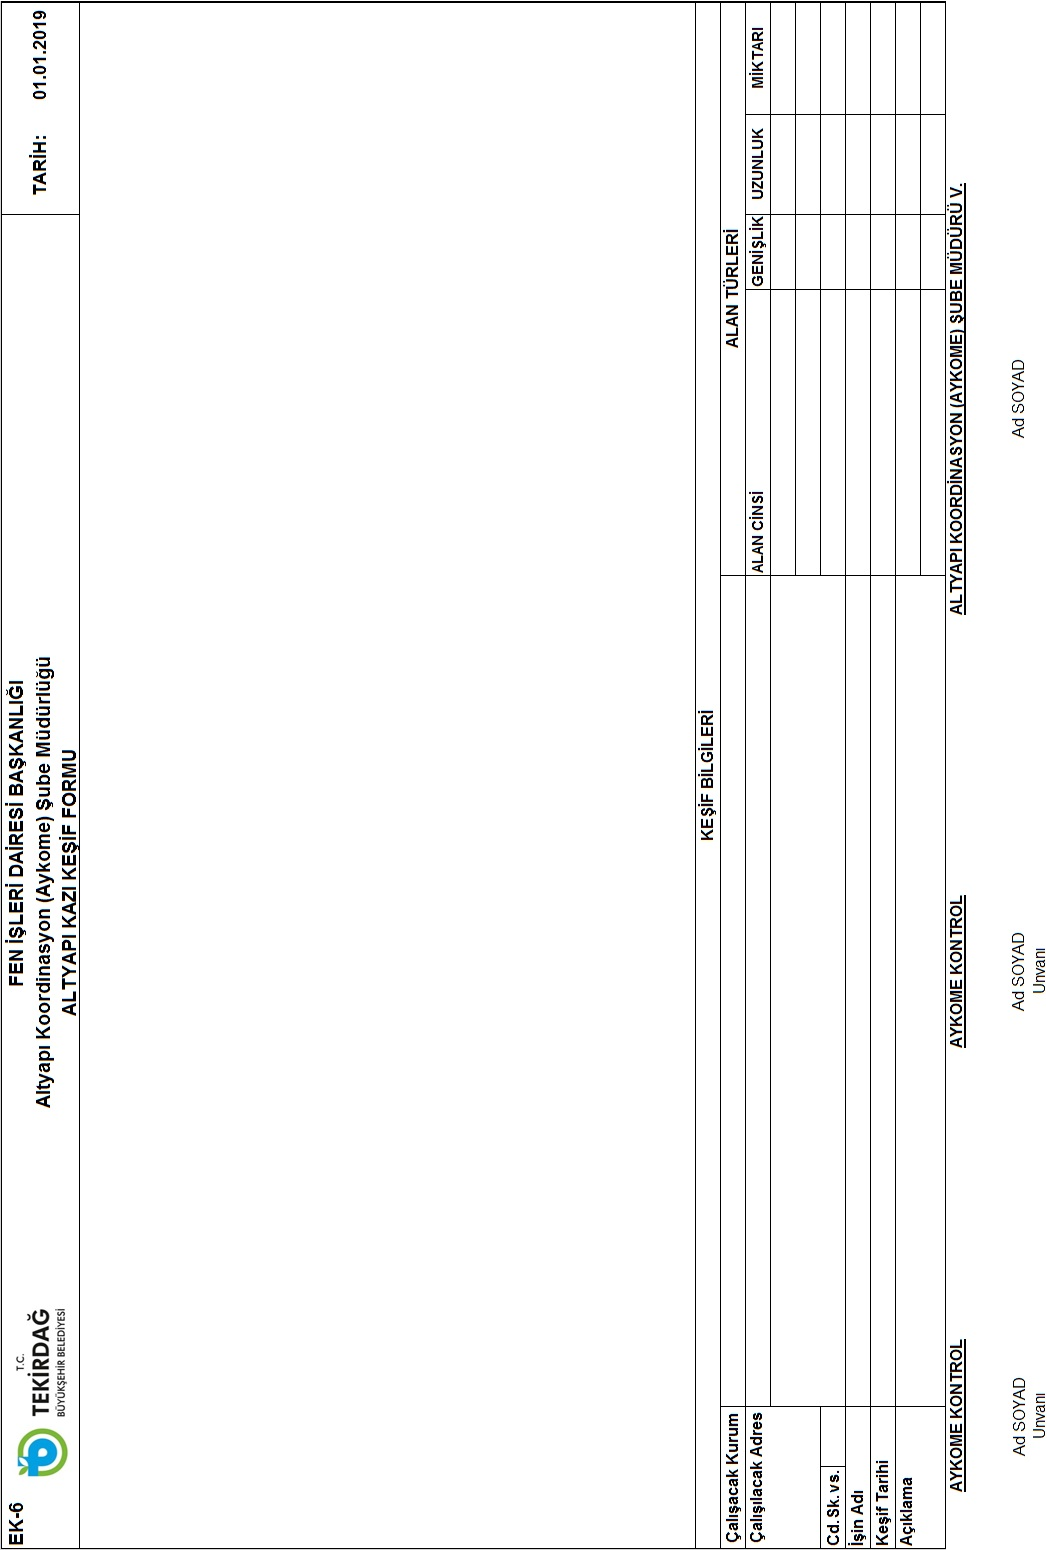 EK-6
T.C.
TEKİRDAĞ
BÜYÜKŞEHİR BELEDİYESİ
FEN İŞLERİ DAİRESİ BAŞKANLIĞI
Altyapı Koordinasyon (Aykome) Şube Müdürlüğü
ALTYAPI KAZI KEŞİF FORMU
TARİH: 01.01.2019
KEŞİF BİLGİLERİ
Çalışacak Kurum
ALAN TÜRLERİ
Çalışılacak Adres
ALAN CİNSİ GENİŞLİK UZUNLUK MİKTARI
Cd. Sk. vs.
İşin Adı
Keşif Tarihi
Açıklama
AYKOME KONTROL AYKOME KONTROL ALTYAPI KOORDİNASYON (AYKOME) ŞUBE MÜDÜRÜ V.
Ad SOYAD Ad SOYAD Ad SOYAD
Unvanı Unvanı